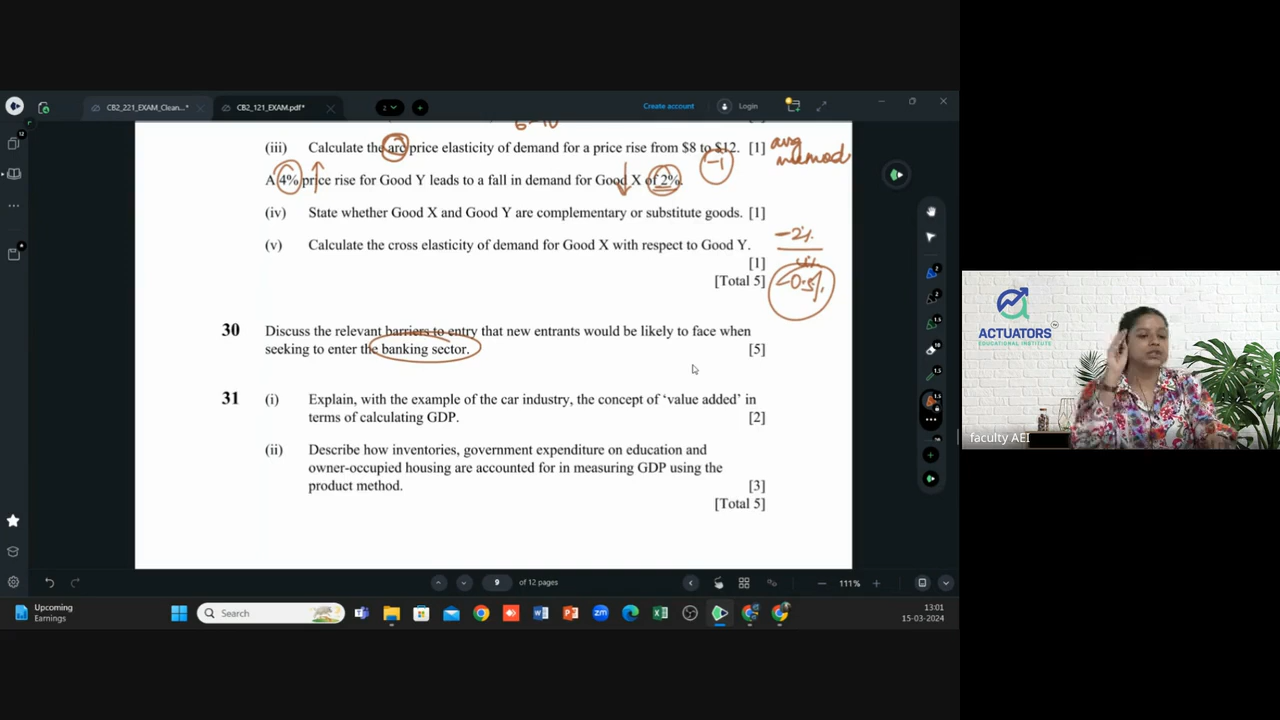 CB2_221_EXAM_Clean...*
CB2_121_EXAM.pdf*
2
Create account
Login
(iii) Calculate the arc price elasticity of demand for a price rise from $8 to $12. [1]
avg
method
-1
A 4% price rise for Good Y leads to a fall in demand for Good X of 2%.
(iv) State whether Good X and Good Y are complementary or substitute goods. [1]
(v) Calculate the cross elasticity of demand for Good X with respect to Good Y.
[1]
[Total 5]
-2%
-0.5%
30 Discuss the relevant barriers to entry that new entrants would be likely to face when
seeking to enter the banking sector. [5]
31 (i) Explain, with the example of the car industry, the concept of ‘value added’ in
terms of calculating GDP. [2]
(ii) Describe how inventories, government expenditure on education and
owner-occupied housing are accounted for in measuring GDP using the
product method. [3]
[Total 5]
9 of 12 pages
111%
ACTUATORS
EDUCATIONAL INSTITUTE
faculty AEI
Upcoming
Earnings
Search
13:01
15-03-2024